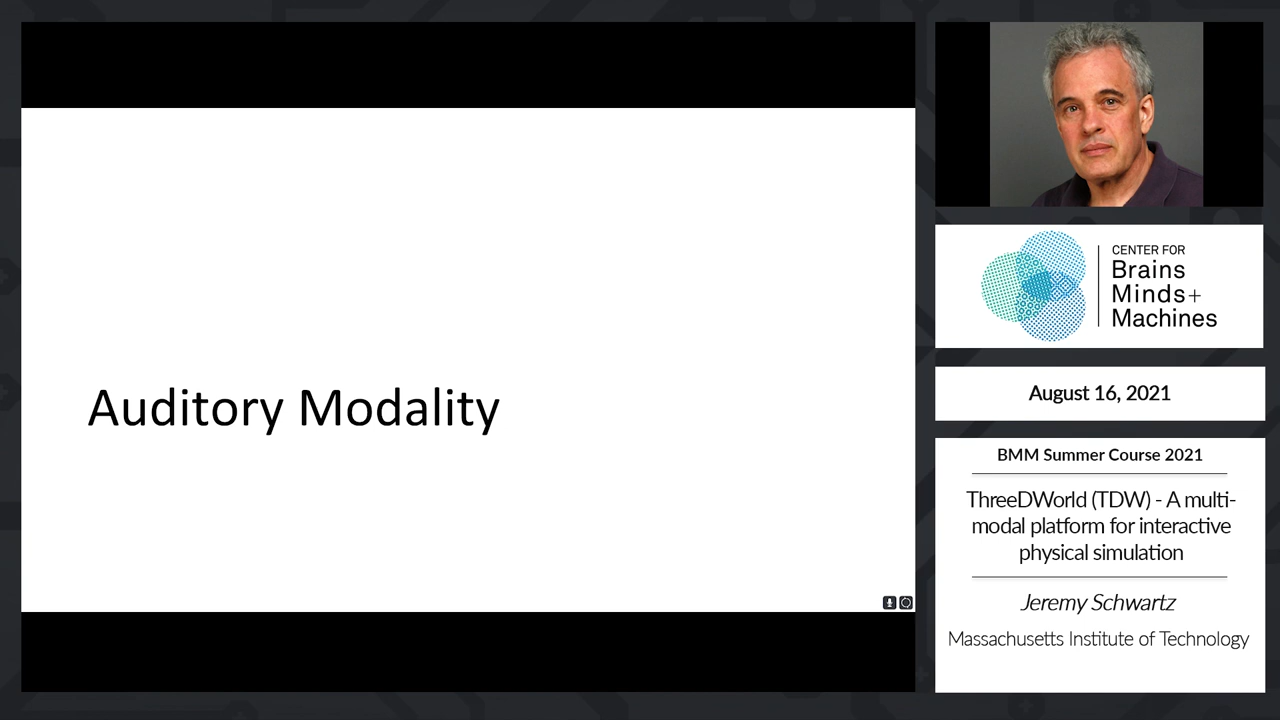 Auditory Modality
CENTER FOR
Brains
Minds+
Machines
August 16, 2021
BMM Summer Course 2021
ThreeDWorld (TDW) - A multi-
modal platform for interactive
physical simulation
Jeremy Schwartz
Massachusetts Institute of Technology